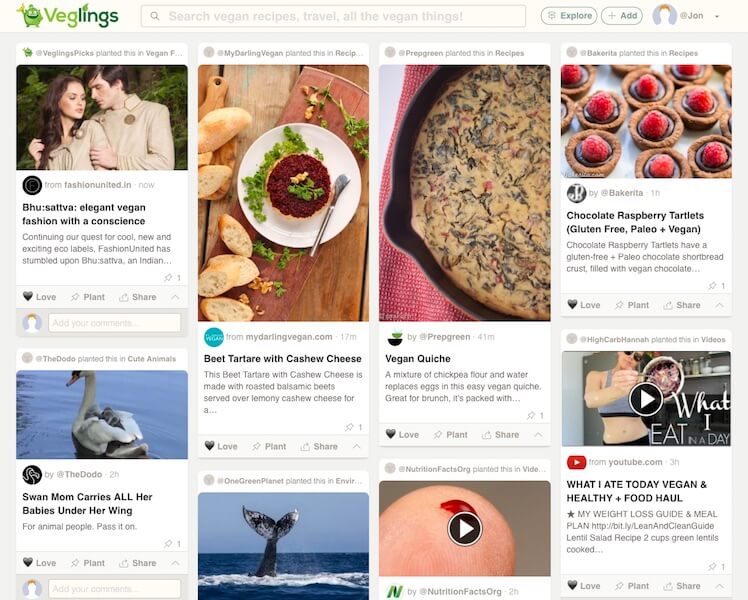 Veglings
Search vegan recipes, travel, all the vegan things!
Explore
+ Add
@Jon
@VeglingsPicks planted this in Vegan F...
from fashionunited.in · now
Bhu:sattva: elegant vegan
fashion with a conscience
Continuing our quest for cool, new and
exciting eco labels, FashionUnited has
stumbled upon Bhu:sattva, an Indian...
1
Love Plant Share
Add your comments...
@TheDodo planted this in Cute Animals
by @TheDodo · 2h
Swan Mom Carries ALL Her
Babies Under Her Wing
For animal people. Pass it on.
1
Love Plant Share
Add your comments...
@MyDarlingVegan planted this in Recip...
from mydarlingvegan.com · 17m
Beet Tartare with Cashew Cheese
This Beet Tartare with Cashew Cheese is
made with roasted balsamic beets
served over lemony cashew cheese for
a...
1
Love Plant Share
@OneGreenPlanet planted this in Envir...
@Prepgreen planted this in Recipes
by @Prepgreen · 41m
Vegan Quiche
A mixture of chickpea flour and water
replaces eggs in this easy vegan quiche.
Great for brunch, it's packed with...
1
Love Plant Share
@NutritionFactsOrg planted this in Vide...
by @NutritionFactsOrg · 2h
@Bakerita planted this in Recipes
by @Bakerita · 1h
Chocolate Raspberry Tartlets
(Gluten Free, Paleo + Vegan)
Chocolate Raspberry Tartlets have a
gluten-free + Paleo chocolate shortbread
crust, filled with vegan chocolate...
1
Love Plant Share
@HighCarbHannah planted this in Videos
What I
EAT IN A DAY
from youtube.com · 3h
WHAT I ATE TODAY VEGAN &
HEALTHY + FOOD HAUL
★ MY WEIGHT LOSS GUIDE & MEAL
PLAN http://bit.ly/LeanAndCleanGuide
Lentil Salad Recipe 2 cups green lentils
cooked...
1
Love Plant Share